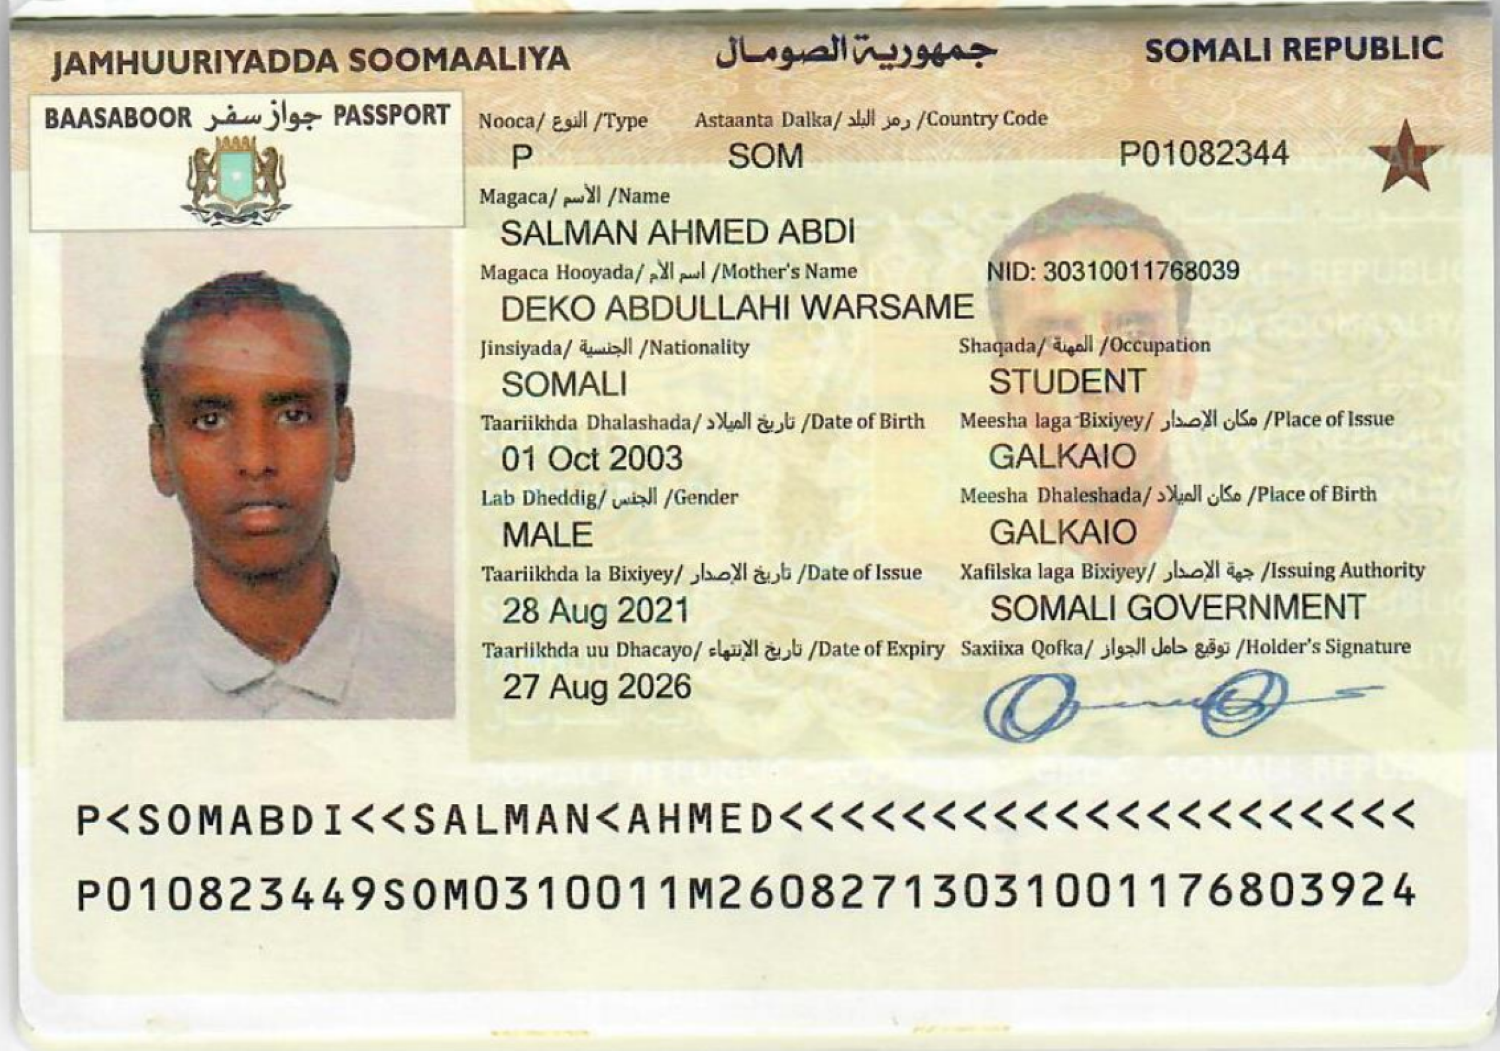 JAMHUURIYADDA SOOMAALIYA جمهورية الصومال SOMALI REPUBLIC
BAASABOOR جواز سفر PASSPORT
Nooca/ النوع /Type Astaanta Dalka/ رمز البلد /Country Code
P SOM P01082344
Magaca/ الأسم /Name
SALMAN AHMED ABDI
Magaca Hooyada/ اسم الأم /Mother's Name NID: 30310011768039
DEKO ABDULLAHI WARSAME
Jinsiyada/ الجنسية /Nationality Shaqada/ المهنة /Occupation
SOMALI STUDENT
Taariikhda Dhalashada/ تاريخ الميلاد /Date of Birth Meesha laga Bixiyey/ مكان الإصدار /Place of Issue
01 Oct 2003 GALKAIO
Lab Dheddig/ الجنس /Gender Meesha Dhaleshada/ مكان الميلاد /Place of Birth
MALE GALKAIO
Taariikhda la Bixiyey/ تاريخ الإصدار /Date of Issue Xafiiska laga Bixiyey/ جهة الإصدار /Issuing Authority
28 Aug 2021 SOMALI GOVERNMENT
Taariikhda uu Dhacayo/ تاريخ الإنتهاء /Date of Expiry Saxiixa Qofka/ توقيع حامل الجواز /Holder's Signature
27 Aug 2026
P<SOMABDI<<SALMAN<AHMED<<<<<<<<<<<<<<<<<<<<<
P010823449SOM0310011M26082713031001176803924